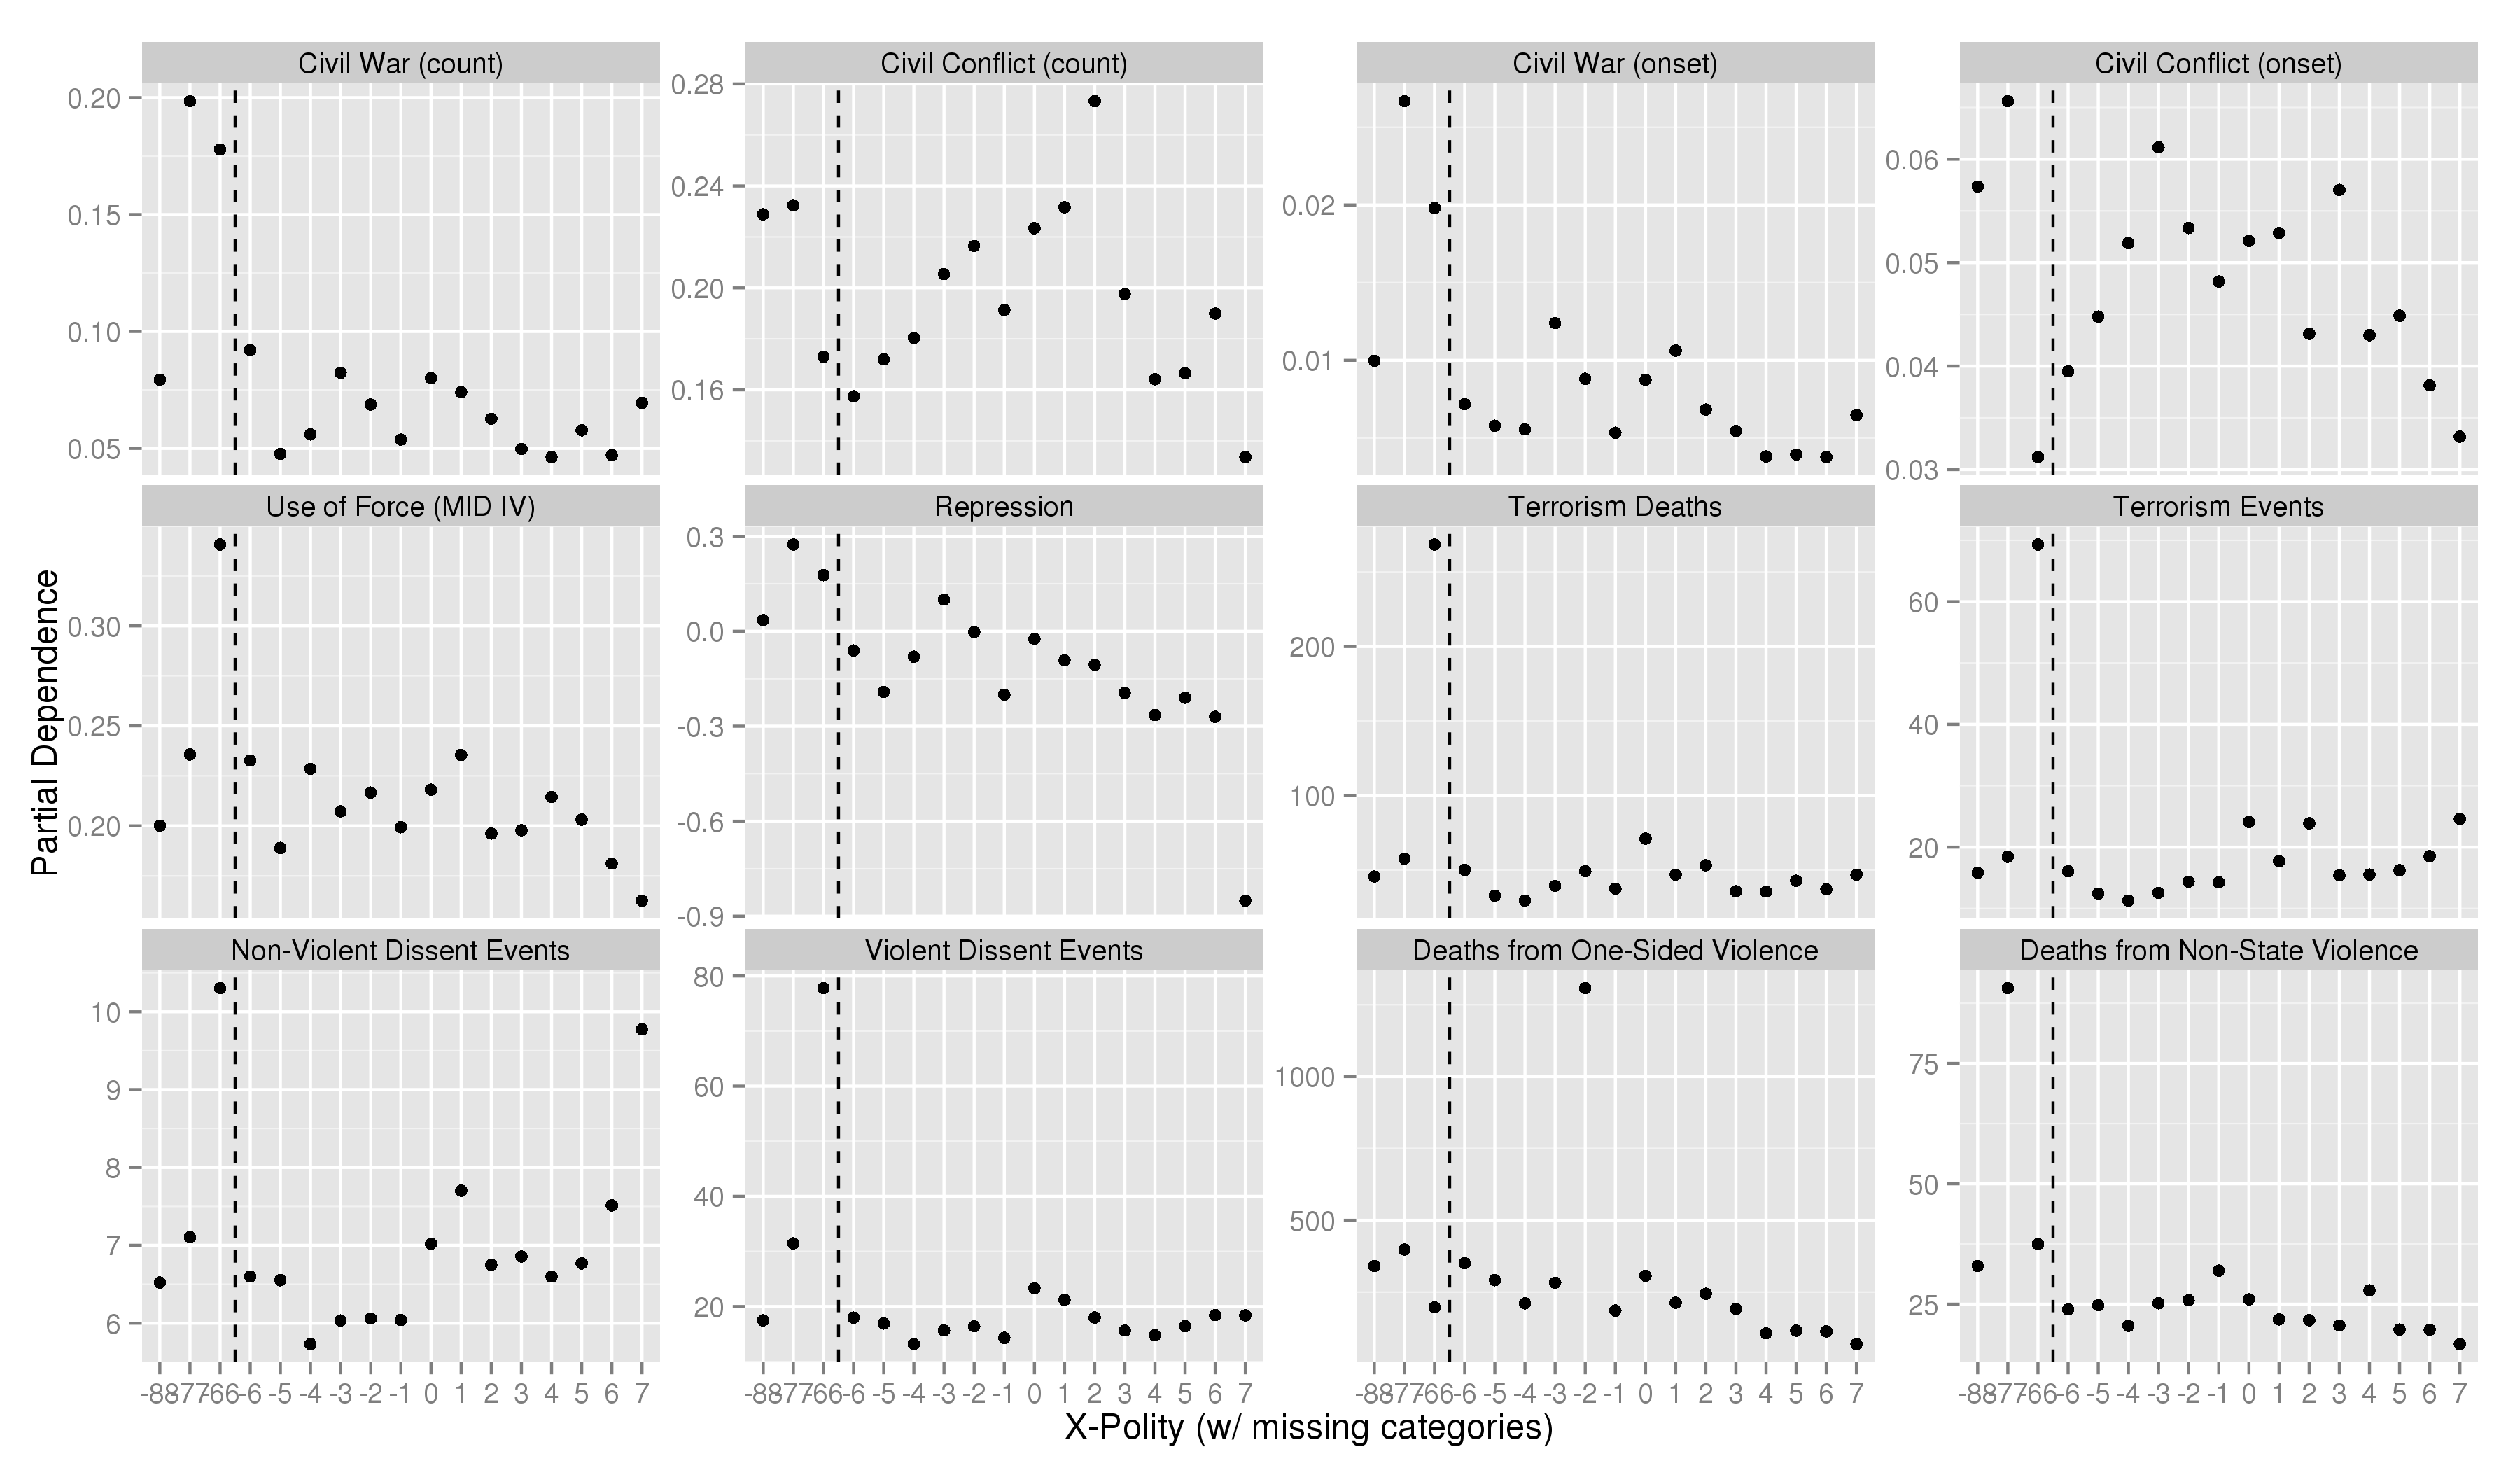 Civil War (count)
Civil Conflict (count)
Civil War (onset)
Civil Conflict (onset)
0.20
0.15
0.10
0.05
0.28
0.24
0.20
0.16
0.02
0.01
0.06
0.05
0.04
0.03
Use of Force (MID IV)
Repression
Terrorism Deaths
Terrorism Events
0.30
0.25
0.20
0.3
0.0
-0.3
-0.6
-0.9
200
100
60
40
20
Partial Dependence
Non-Violent Dissent Events
Violent Dissent Events
Deaths from One-Sided Violence
Deaths from Non-State Violence
10
9
8
7
6
80
60
40
20
1000
500
75
50
25
-88 -77 -66 -6 -5 -4 -3 -2 -1 0 1 2 3 4 5 6 7
-88 -77 -66 -6 -5 -4 -3 -2 -1 0 1 2 3 4 5 6 7
-88 -77 -66 -6 -5 -4 -3 -2 -1 0 1 2 3 4 5 6 7
-88 -77 -66 -6 -5 -4 -3 -2 -1 0 1 2 3 4 5 6 7
X-Polity (w/ missing categories)